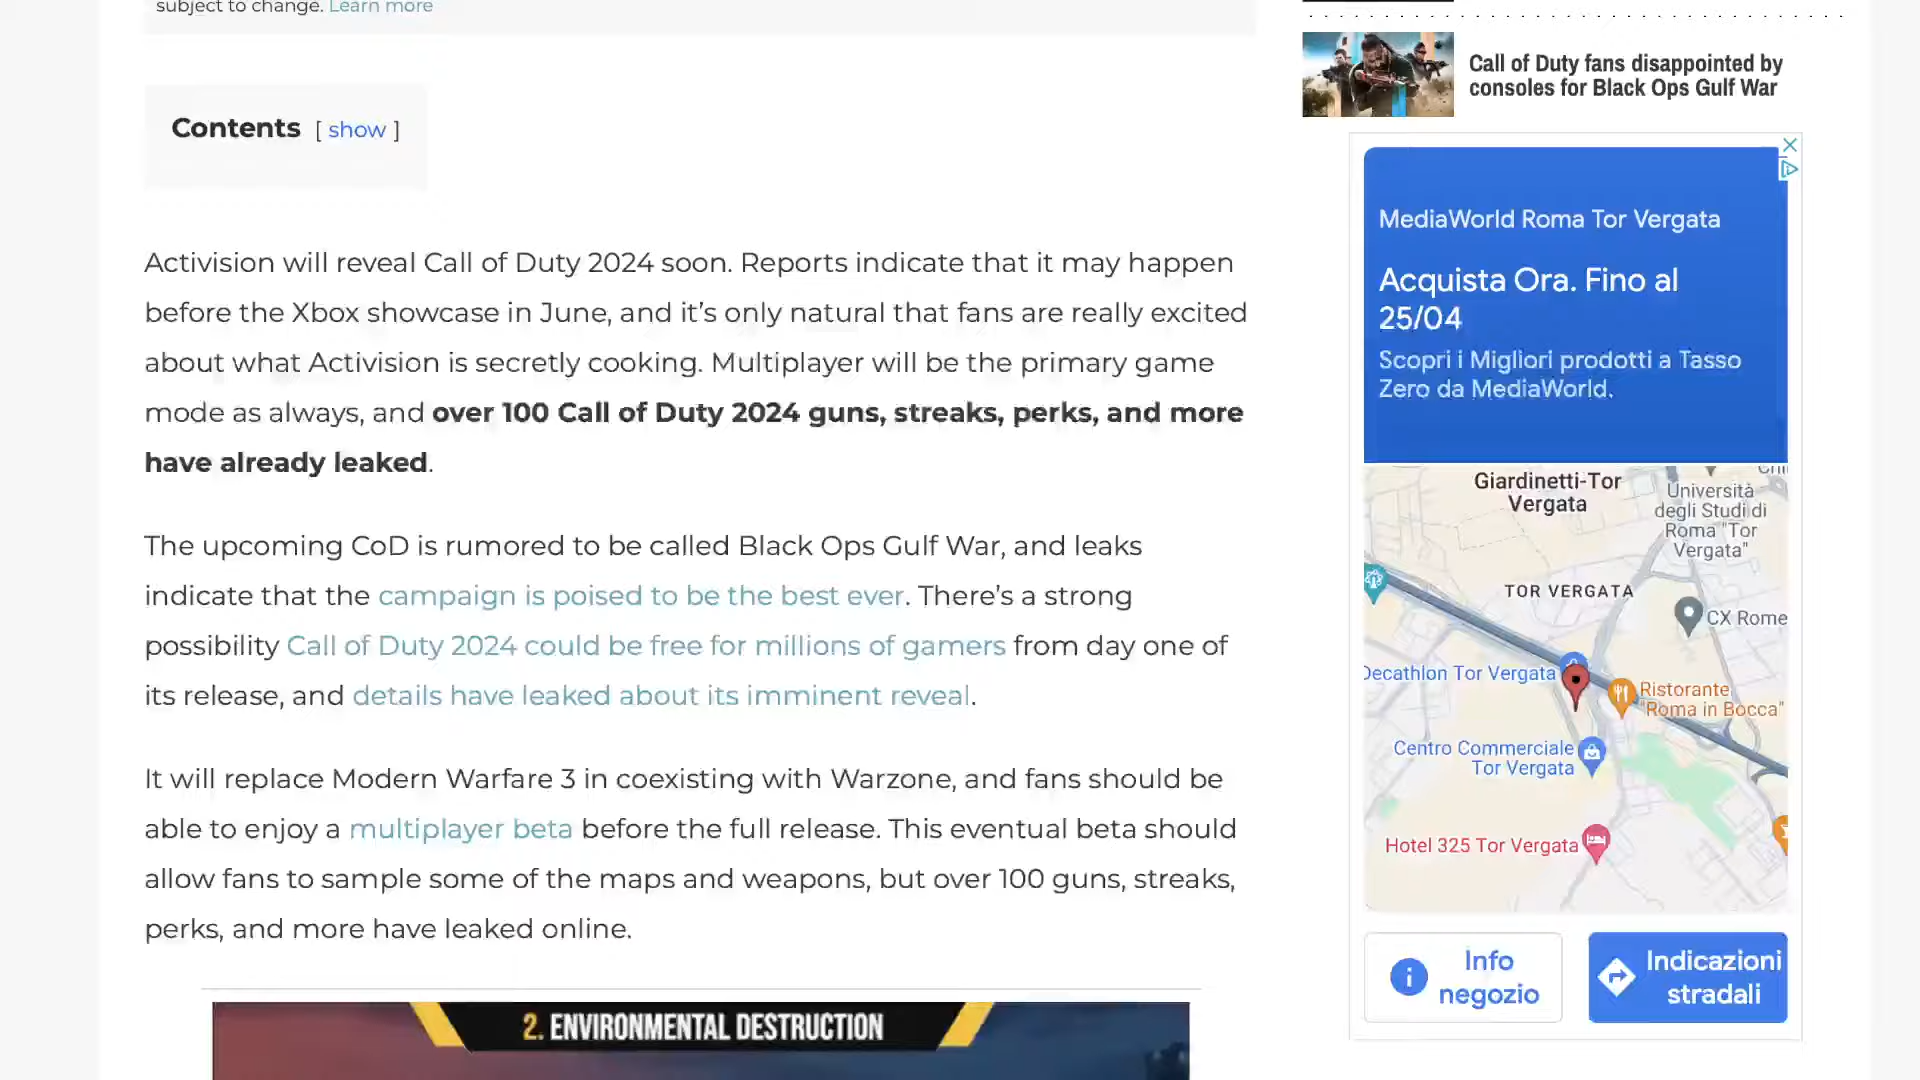 subject to change. Learn more
Contents [ show ]
Activision will reveal Call of Duty 2024 soon. Reports indicate that it may happen
before the Xbox showcase in June, and it’s only natural that fans are really excited
about what Activision is secretly cooking. Multiplayer will be the primary game
mode as always, and over 100 Call of Duty 2024 guns, streaks, perks, and more
have already leaked.
The upcoming CoD is rumored to be called Black Ops Gulf War, and leaks
indicate that the campaign is poised to be the best ever. There’s a strong
possibility Call of Duty 2024 could be free for millions of gamers from day one of
its release, and details have leaked about its imminent reveal.
It will replace Modern Warfare 3 in coexisting with Warzone, and fans should be
able to enjoy a multiplayer beta before the full release. This eventual beta should
allow fans to sample some of the maps and weapons, but over 100 guns, streaks,
perks, and more have leaked online.
2. ENVIRONMENTAL DESTRUCTION
Call of Duty fans disappointed by
consoles for Black Ops Gulf War
MediaWorld Roma Tor Vergata
Acquista Ora. Fino al
25/04
Scopri i Migliori prodotti a Tasso
Zero da MediaWorld.
Giardinetti-Tor
Vergata
Università
degli Studi di
Roma "Tor
Vergata"
TOR VERGATA
CX Rome
Decathlon Tor Vergata
Ristorante
"Roma in Bocca"
Centro Commerciale
Tor Vergata
Hotel 325 Tor Vergata
Info
negozio
Indicazioni
stradali